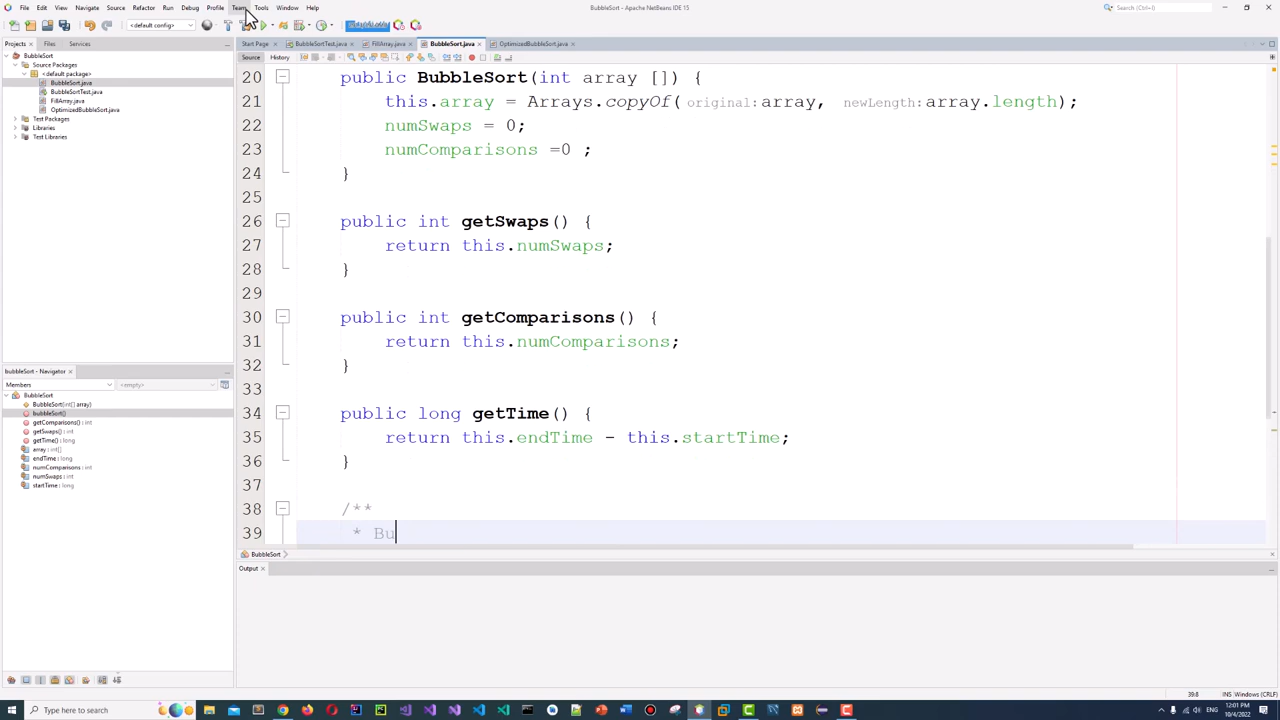 File Edit View Navigate Source Refactor Run Debug Profile Team Tools Window Help
BubbleSort - Apache NetBeans IDE 15
Search (Ctrl+I)
<default config>
Projects Files Services
BubbleSort
Source Packages
<default package>
BubbleSort.java
BubbleSortTest.java
FillArray.java
OptimizedBubbleSort.java
Test Packages
Libraries
Test Libraries
bubbleSort - Navigator
Members <empty>
BubbleSort
BubbleSort(int[] array)
bubbleSort()
getComparisons() : int
getSwaps() : int
getTime() : long
array : int[]
endTime : long
numComparisons : int
numSwaps : int
startTime : long
Start Page BubbleSortTest.java FillArray.java BubbleSort.java OptimizedBubbleSort.java
Source History
20 public BubbleSort(int array []) {
21 this.array = Arrays.copyOf( original: array, newLength: array.length);
22 numSwaps = 0;
23 numComparisons =0 ;
24 }
25
26 public int getSwaps() {
27 return this.numSwaps;
28 }
29
30 public int getComparisons() {
31 return this.numComparisons;
32 }
33
34 public long getTime() {
35 return this.endTime - this.startTime;
36 }
37
38 /**
39 * Bu
BubbleSort
Output
39:8 INS Windows (CRLF)
Type here to search
ENG 12:01 PM
10/4/2022